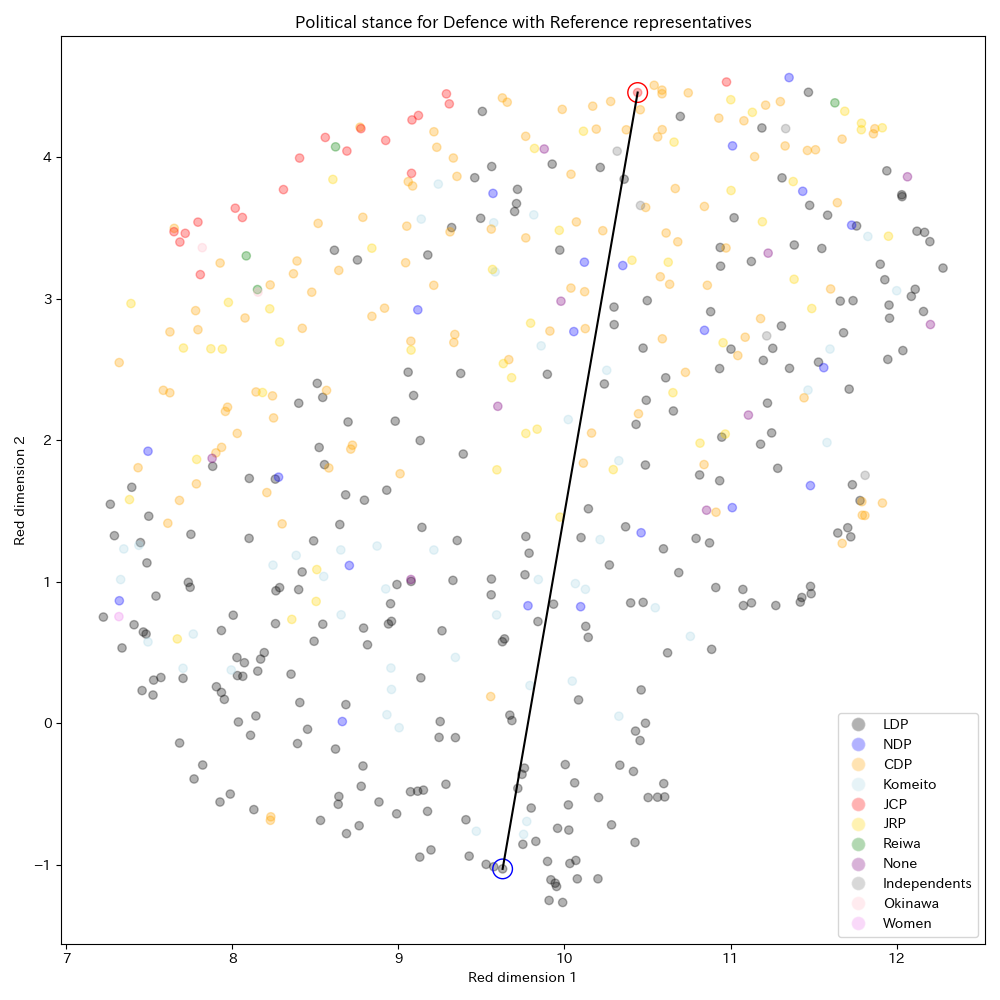 Political stance for Defence with Reference representatives
Red dimension 2
4
3
2
1
0
−1
7
8
9
10
11
12
Red dimension 1
LDP
NDP
CDP
Komeito
JCP
JRP
Reiwa
None
Independents
Okinawa
Women